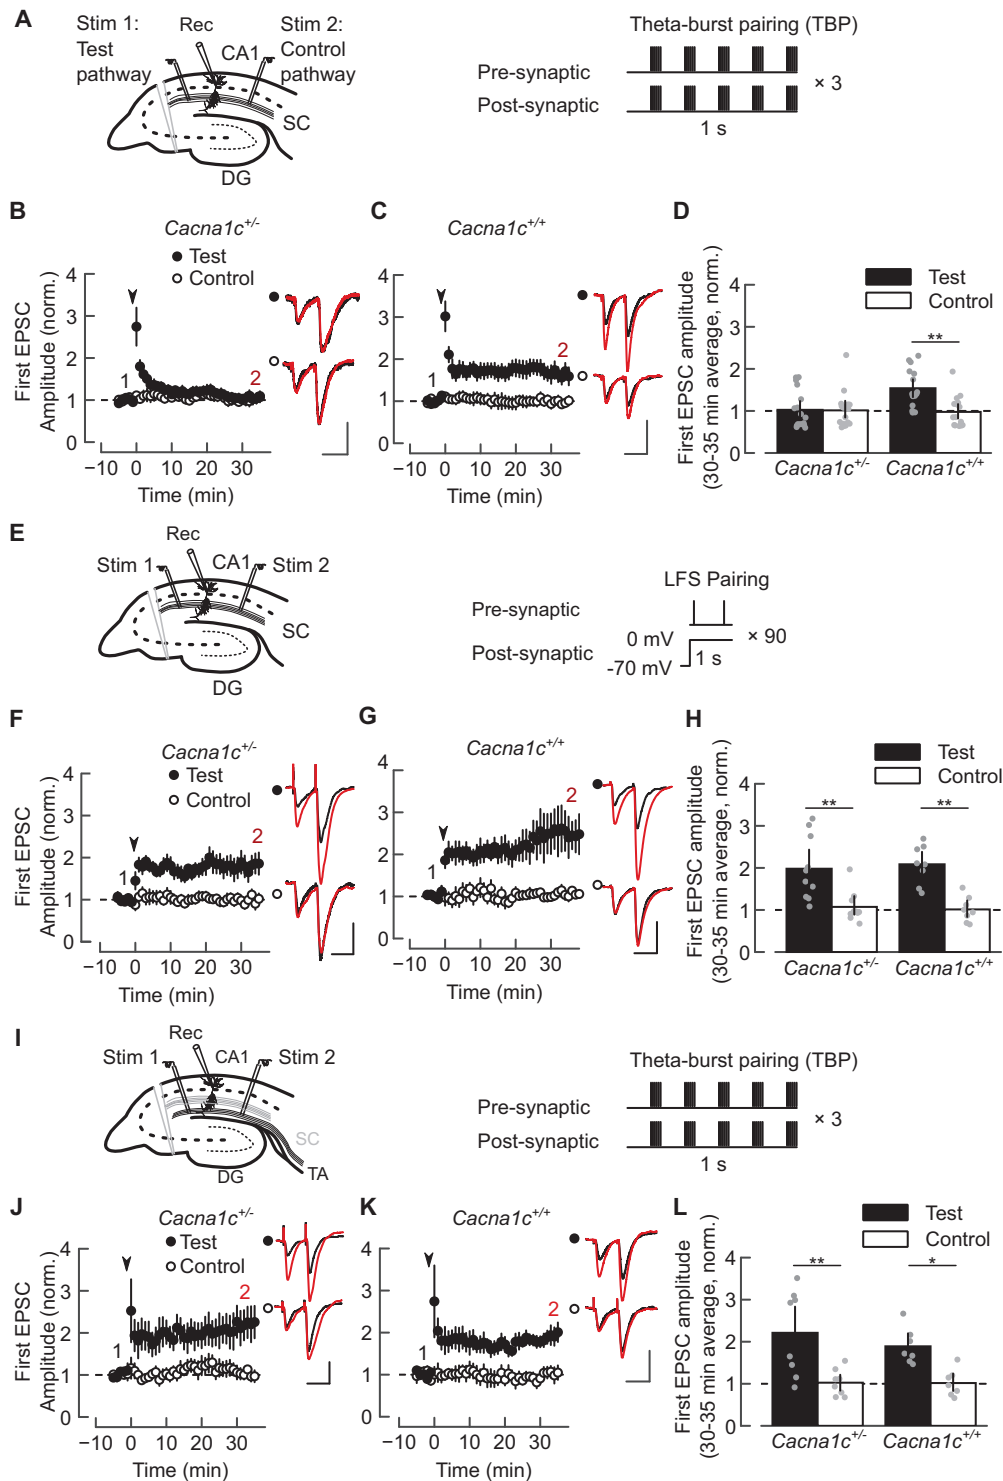 A
Stim 1:
Test
pathway
Rec
CA1
Stim 2:
Control
pathway
SC
DG
Theta-burst pairing (TBP)
Pre-synaptic
Post-synaptic
× 3
1 s
B
Cacna1c+/-
Test
Control
First EPSC
Amplitude (norm.)
4
3
2
1
0
1
2
−10 0 10 20 30
Time (min)
C
Cacna1c+/+
4
3
2
1
0
1
2
−10 0 10 20 30
Time (min)
D
Test
Control
First EPSC amplitude
(30-35 min average, norm.)
4
3
2
1
0
**
Cacna1c+/-
Cacna1c+/+
E
Rec
Stim 1
CA1
Stim 2
SC
DG
LFS Pairing
Pre-synaptic
Post-synaptic
0 mV
-70 mV
1 s
× 90
F
Cacna1c+/-
Test
Control
First EPSC
Amplitude (norm.)
4
3
2
1
0
1
2
−10 0 10 20 30
Time (min)
G
Cacna1c+/+
4
3
2
1
0
1
2
−10 0 10 20 30
Time (min)
H
Test
Control
First EPSC amplitude
(30-35 min average, norm.)
4
3
2
1
0
**
**
Cacna1c+/-
Cacna1c+/+
I
Rec
Stim 1
CA1
Stim 2
SC
TA
DG
Theta-burst pairing (TBP)
Pre-synaptic
Post-synaptic
× 3
1 s
J
Cacna1c+/-
Test
Control
First EPSC
Amplitude (norm.)
4
3
2
1
0
1
2
−10 0 10 20 30
Time (min)
K
Cacna1c+/+
4
3
2
1
0
1
2
−10 0 10 20 30
Time (min)
L
Test
Control
First EPSC amplitude
(30-35 min average, norm.)
4
3
2
1
0
**
*
Cacna1c+/-
Cacna1c+/+